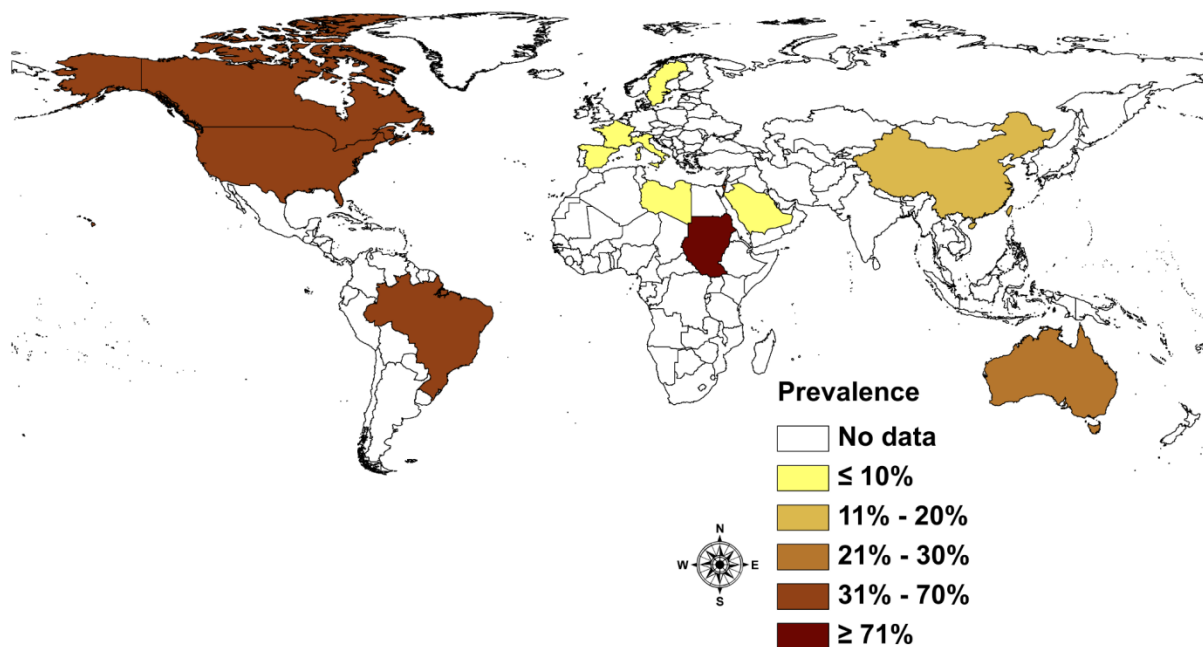 Prevalence
No data
≤ 10%
11% - 20%
21% - 30%
31% - 70%
≥ 71%
N
W E
S